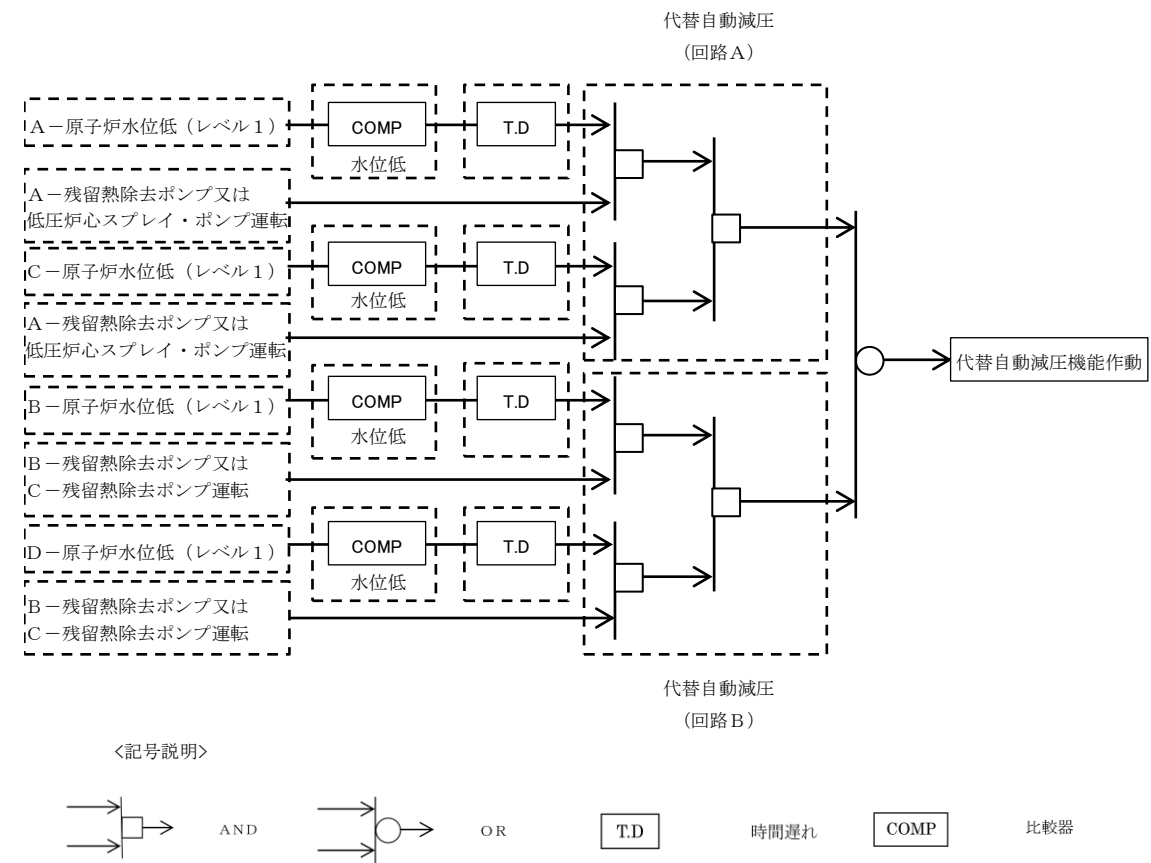 代替自動減圧
(回路A)
A－原子炉水位低（レベル１）
COMP
T.D
水位低
A－残留熱除去ポンプ又は
低圧炉心スプレイ・ポンプ運転
C－原子炉水位低（レベル１）
COMP
T.D
水位低
A－残留熱除去ポンプ又は
低圧炉心スプレイ・ポンプ運転
代替自動減圧機能作動
B－原子炉水位低（レベル１）
COMP
T.D
水位低
B－残留熱除去ポンプ又は
C－残留熱除去ポンプ運転
D－原子炉水位低（レベル１）
COMP
T.D
水位低
B－残留熱除去ポンプ又は
C－残留熱除去ポンプ運転
代替自動減圧
(回路B)
<記号説明>
AND
OR
T.D
時間遅れ
COMP
比較器